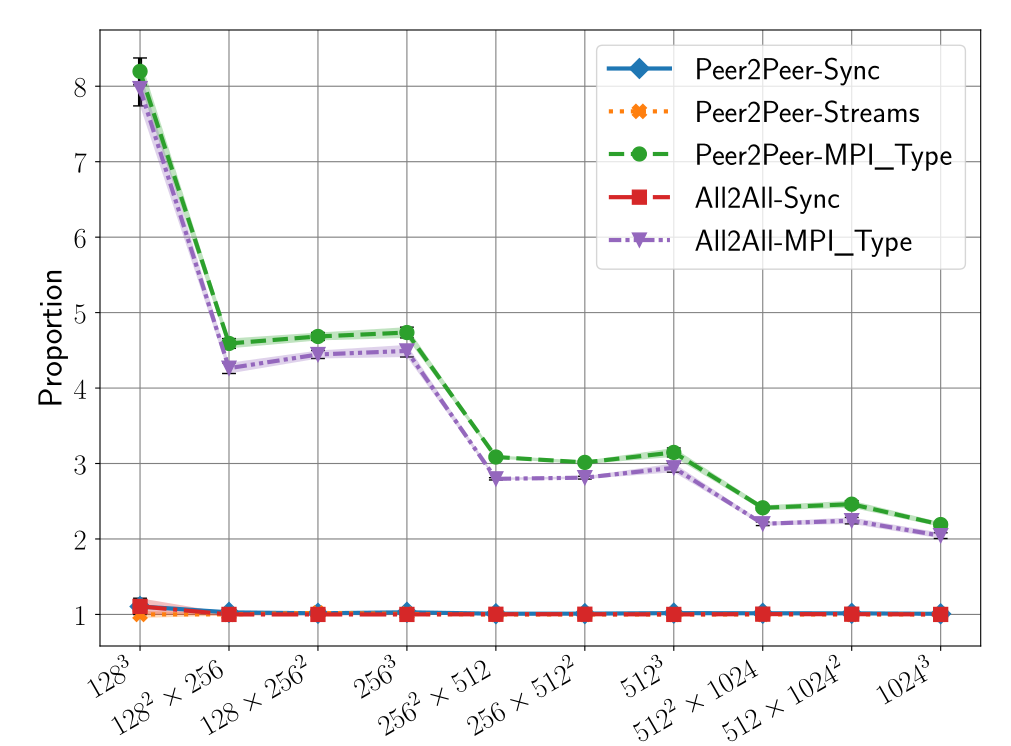 Peer2Peer-Sync
Peer2Peer-Streams
Peer2Peer-MPI_Type
All2All-Sync
All2All-MPI_Type
Proportion
8
7
6
5
4
3
2
1
128³
128² × 256
128 × 256²
256³
256² × 512
256 × 512²
512³
512² × 1024
512 × 1024²
1024³